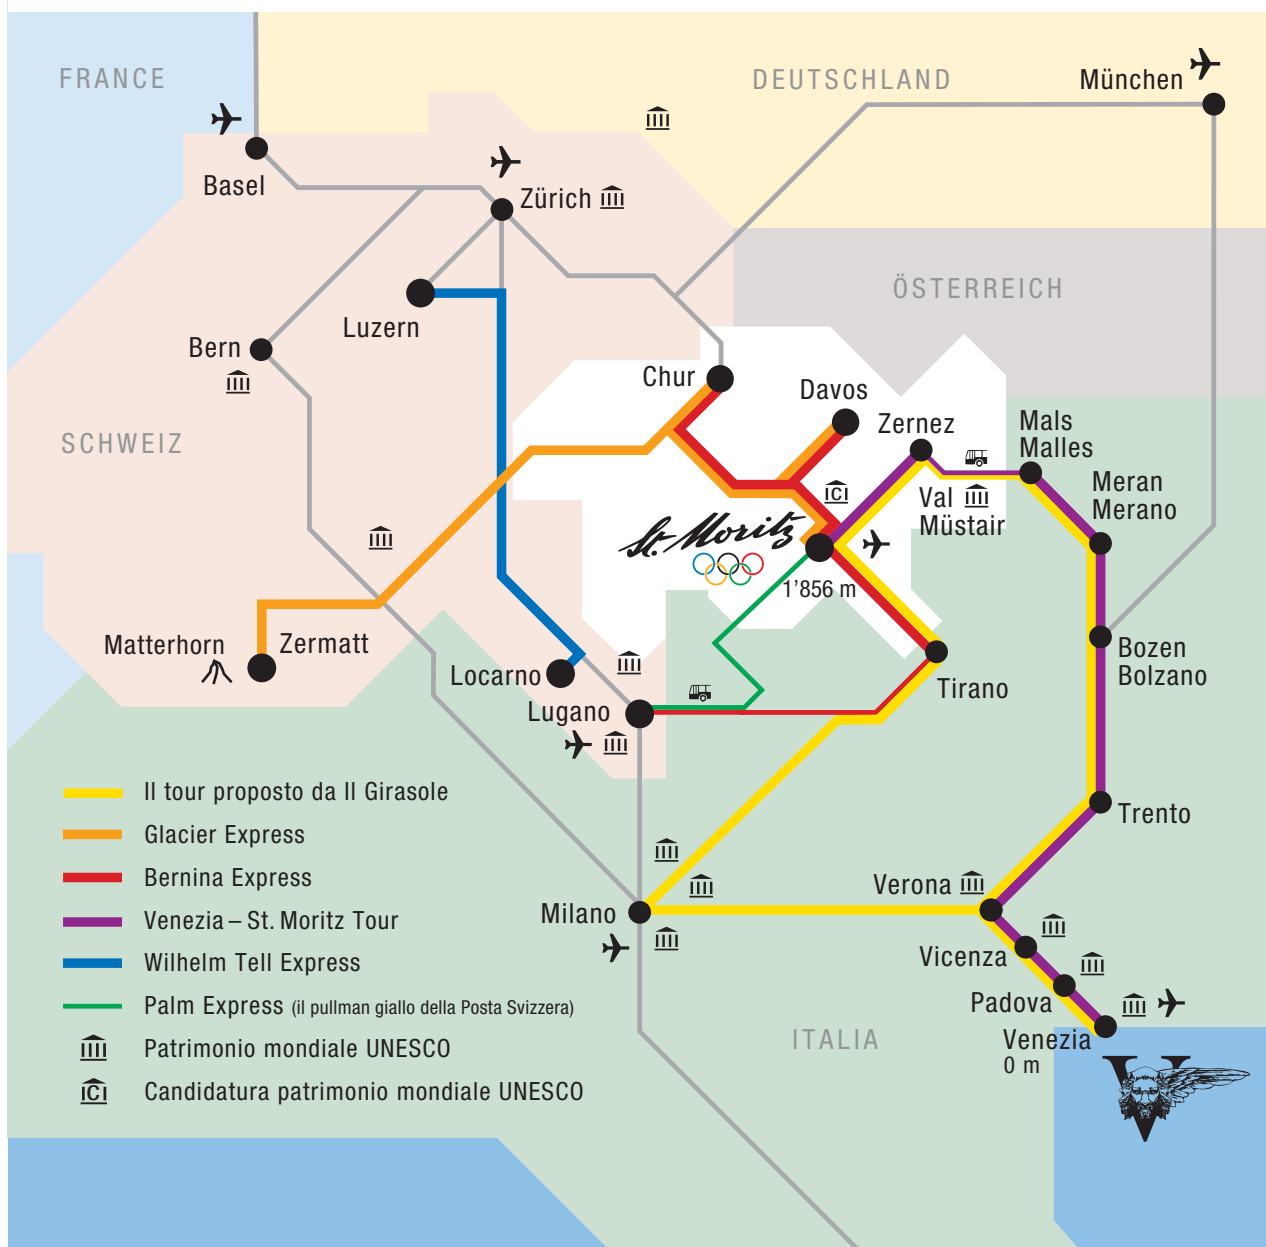 FRANCE
DEUTSCHLAND
München
Basel
Zürich
ÖSTERREICH
Luzern
Bern
Chur
Davos
Zernez
Mals
Malles
SCHWEIZ
Meran
Merano
Val
Müstair
ÎCI
St. Moritz
1'856 m
Matterhorn
Zermatt
Locarno
Lugano
Tirano
Bozen
Bolzano
Trento
Il tour proposto da Il Girasole
Glacier Express
Bernina Express
Venezia – St. Moritz Tour
Wilhelm Tell Express
Palm Express (il pullman giallo della Posta Svizzera)
Patrimonio mondiale UNESCO
ÎCI Candidatura patrimonio mondiale UNESCO
Verona
Milano
Vicenza
Padova
Venezia
0 m
ITALIA
V